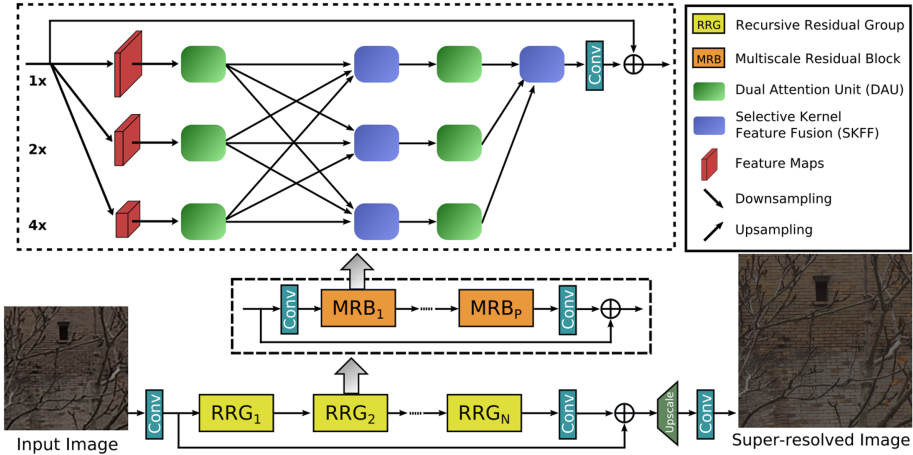 1x
2x
4x
Conv
RRG Recursive Residual Group
MRB Multiscale Residual Block
Dual Attention Unit (DAU)
Selective Kernel
Feature Fusion (SKFF)
Feature Maps
Downsampling
Upsampling
Conv MRB₁ ...... MRBₚ Conv
Conv RRG₁ RRG₂ ...... RRG_N Conv Upscale Conv
Input Image
Super-resolved Image